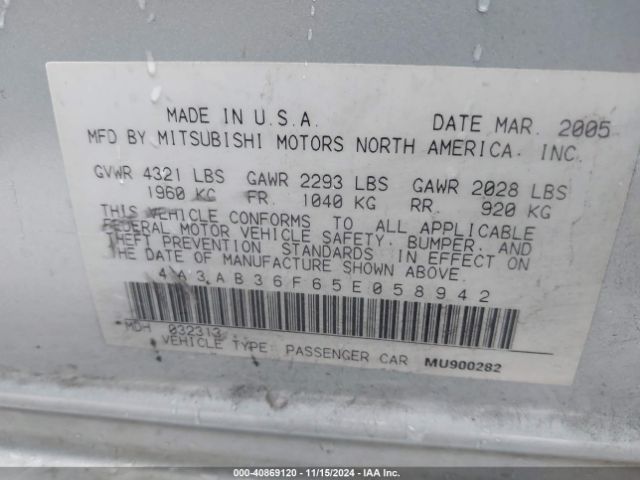 MADE IN U.S.A. DATE MAR. 2005
MFD BY MITSUBISHI MOTORS NORTH AMERICA. INC.
GVWR 4321 LBS GAWR 2293 LBS GAWR 2028 LBS
1960 KG FR. 1040 KG RR. 920 KG
THIS VEHICLE CONFORMS TO ALL APPLICABLE
FEDERAL MOTOR VEHICLE SAFETY, BUMPER, AND
THEFT PREVENTION STANDARDS IN EFFECT ON
THE DATE OF MANUFACTURE SHOWN ABOVE.
4A3AB36F65E058942
MDH 032313
VEHICLE TYPE: PASSENGER CAR MU900282
000-40869120 - 11/15/2024 - IAA Inc.